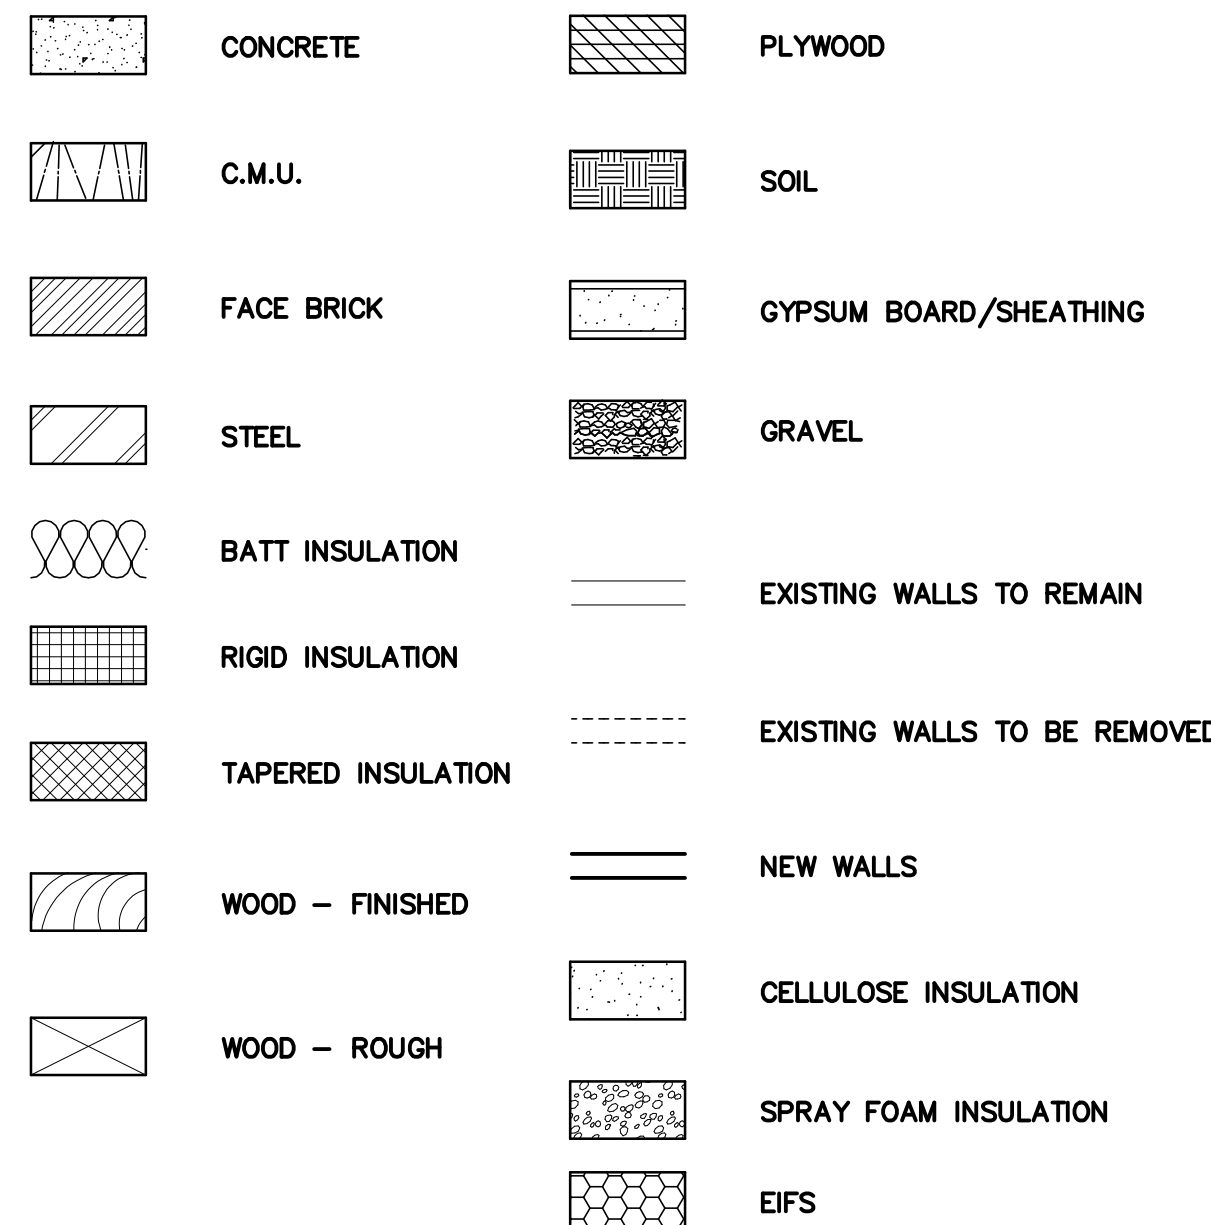 CONCRETE
C.M.U.
FACE BRICK
STEEL
BATT INSULATION
RIGID INSULATION
TAPERED INSULATION
WOOD – FINISHED
WOOD – ROUGH
PLYWOOD
SOIL
GYPSUM BOARD/SHEATHING
GRAVEL
EXISTING WALLS TO REMAIN
EXISTING WALLS TO BE REMOVED
NEW WALLS
CELLULOSE INSULATION
SPRAY FOAM INSULATION
EIFS